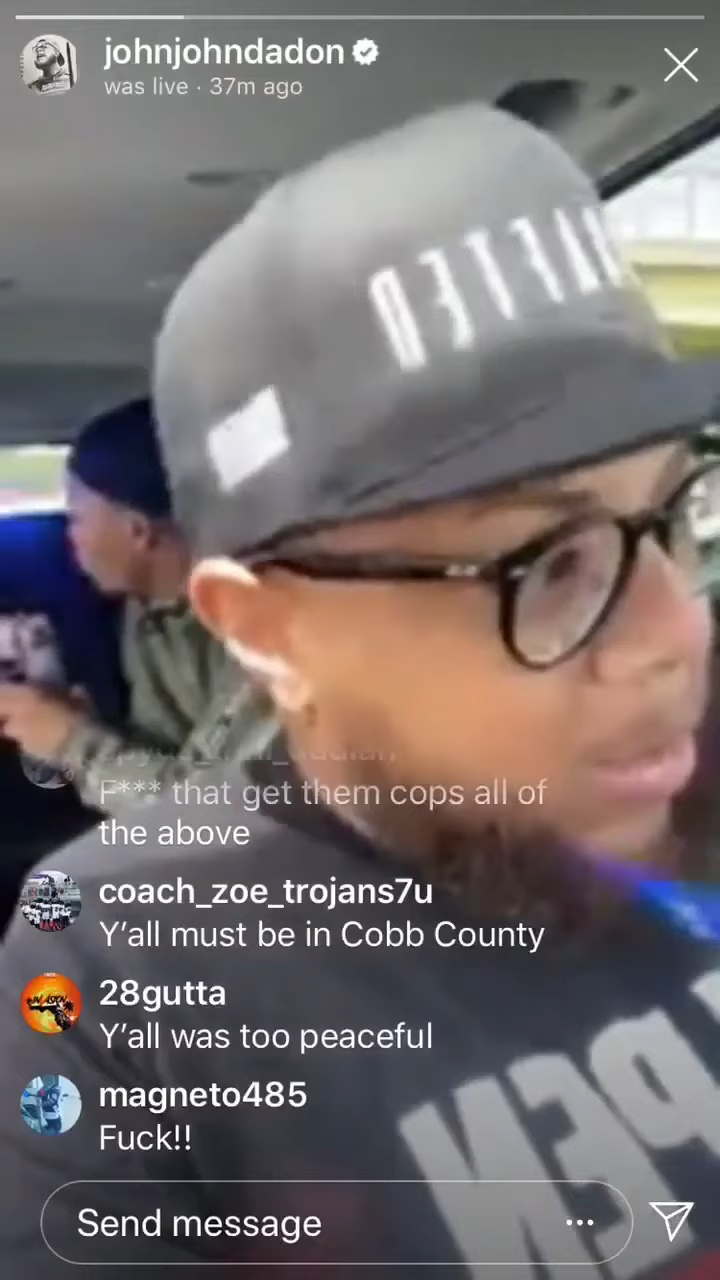 johnjohndadon
was live · 37m ago
F*** that get them cops all of
the above
coach_zoe_trojans7u
Y’all must be in Cobb County
28gutta
Y’all was too peaceful
magneto485
Fuck!!
Send message